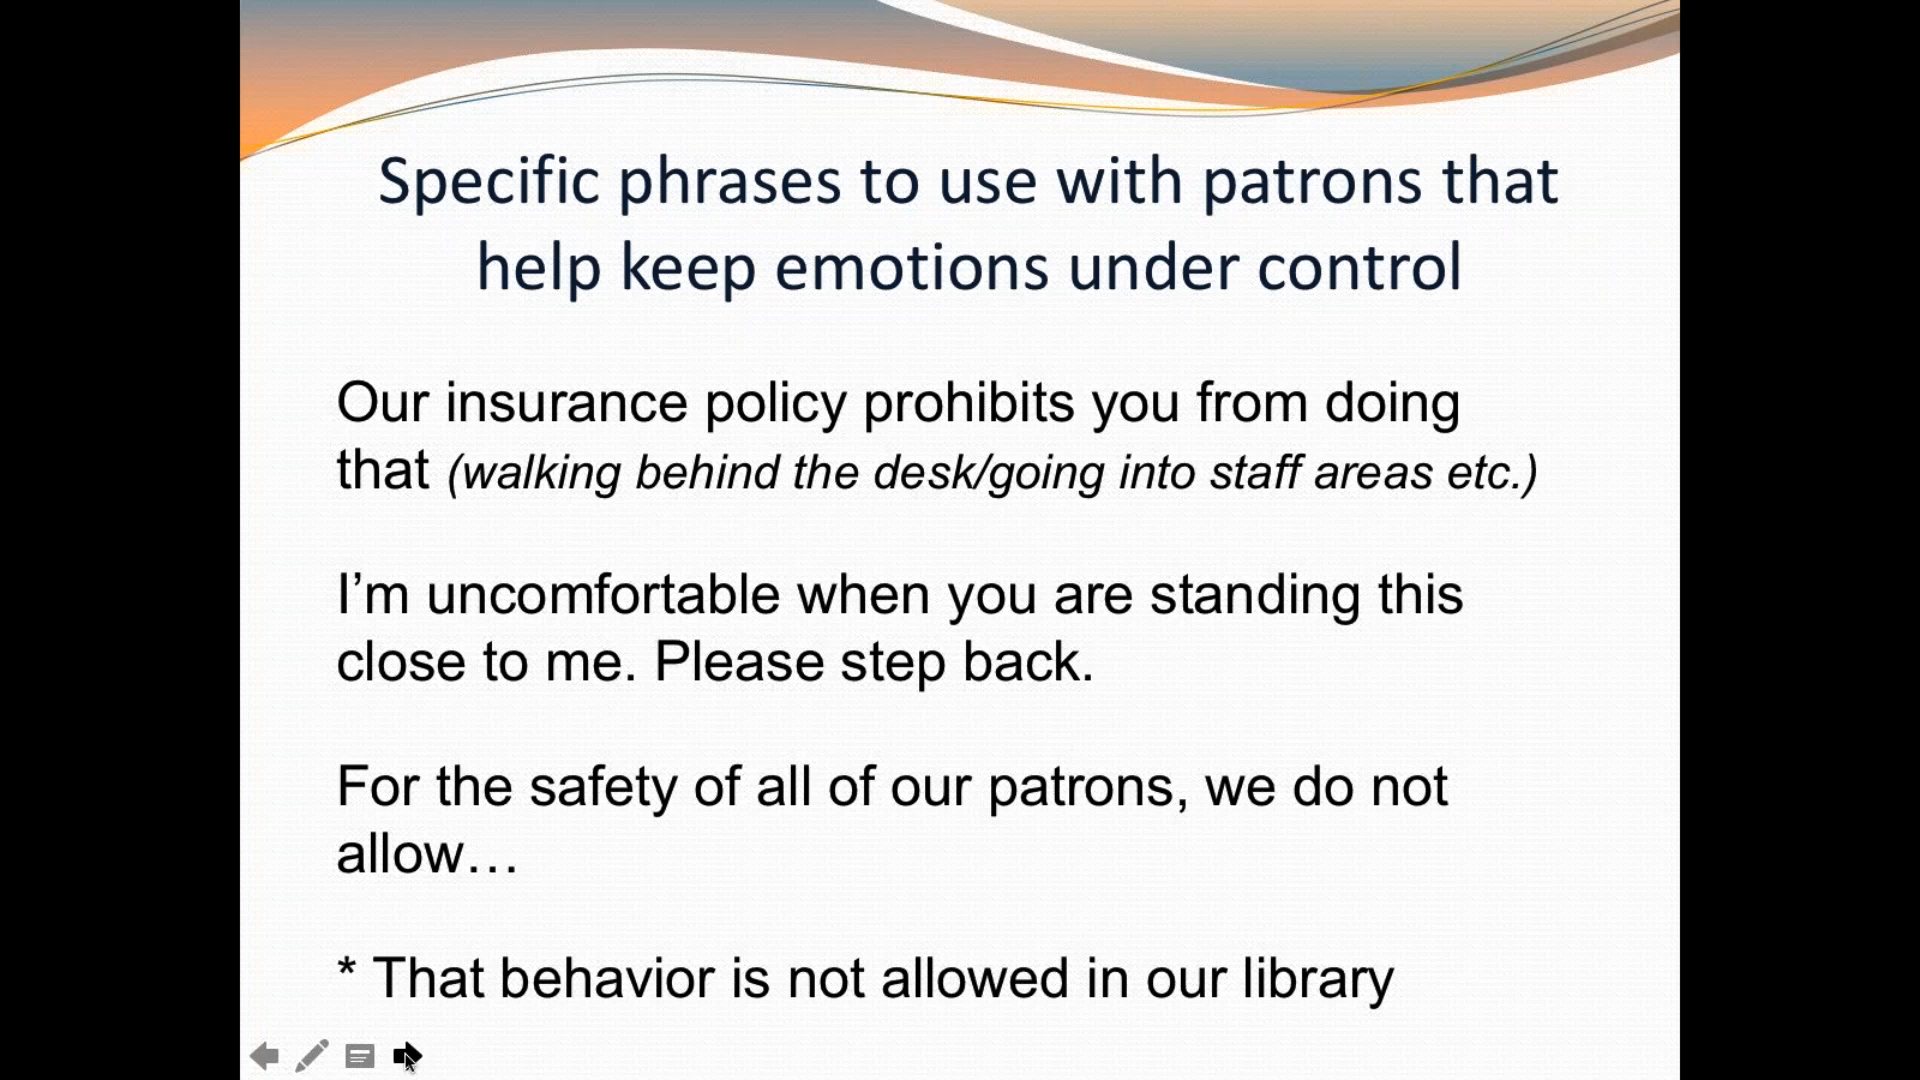 Specific phrases to use with patrons that
help keep emotions under control
Our insurance policy prohibits you from doing
that (walking behind the desk/going into staff areas etc.)
I’m uncomfortable when you are standing this
close to me. Please step back.
For the safety of all of our patrons, we do not
allow…
* That behavior is not allowed in our library